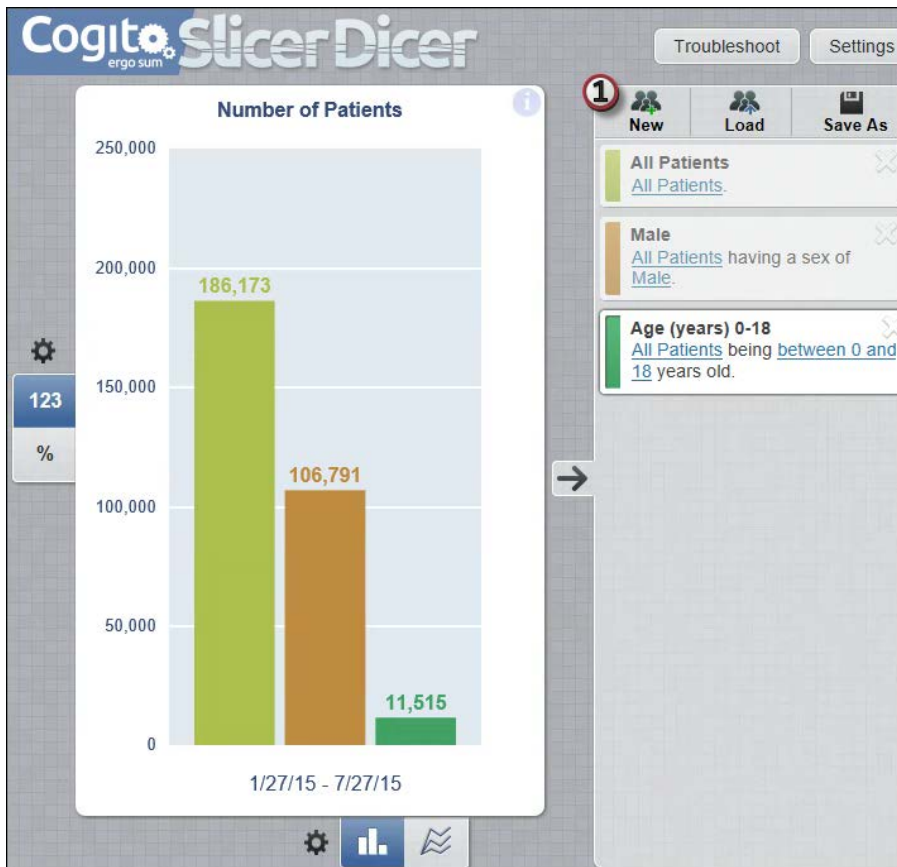 Cogito
ergo sum
Slicer Dicer
Troubleshoot
Settings
1
New
Load
Save As
Number of Patients
i
250,000
200,000
150,000
100,000
50,000
0
186,173
106,791
11,515
1/27/15 - 7/27/15
123
%
All Patients
All Patients.
Male
All Patients having a sex of
Male.
Age (years) 0-18
All Patients being between 0 and
18 years old.